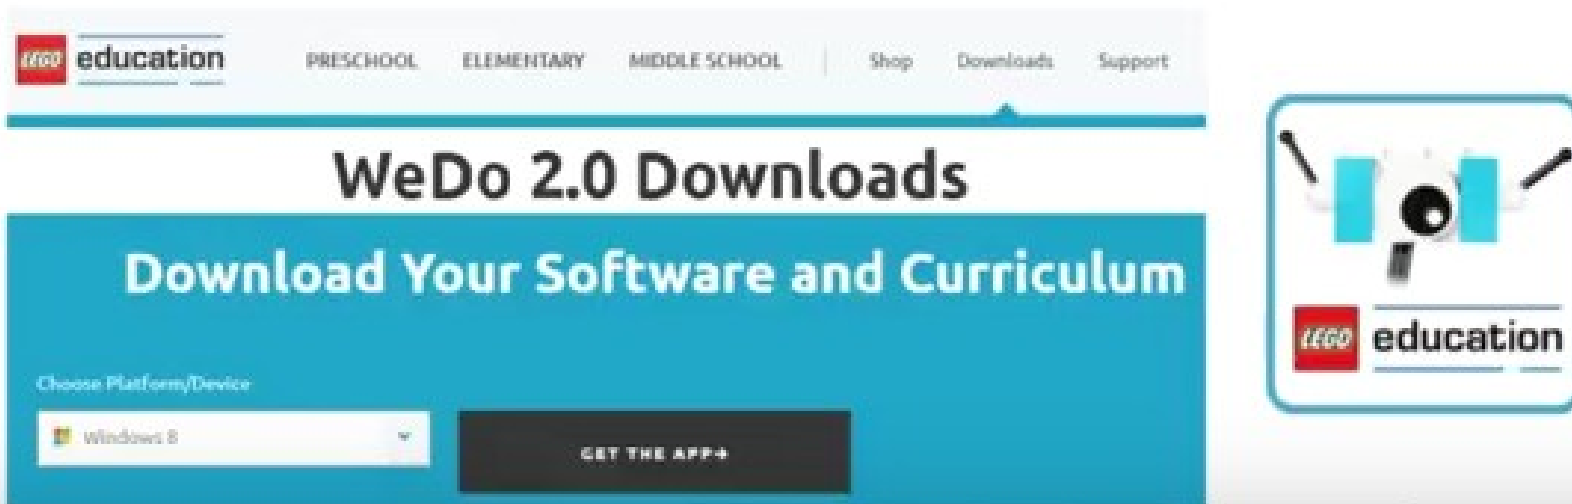 LEGO education PRESCHOOL ELEMENTARY MIDDLE SCHOOL Shop Downloads Support
WeDo 2.0 Downloads
Download Your Software and Curriculum
Choose Platform/Device
Windows 8
GET THE APP→
LEGO education